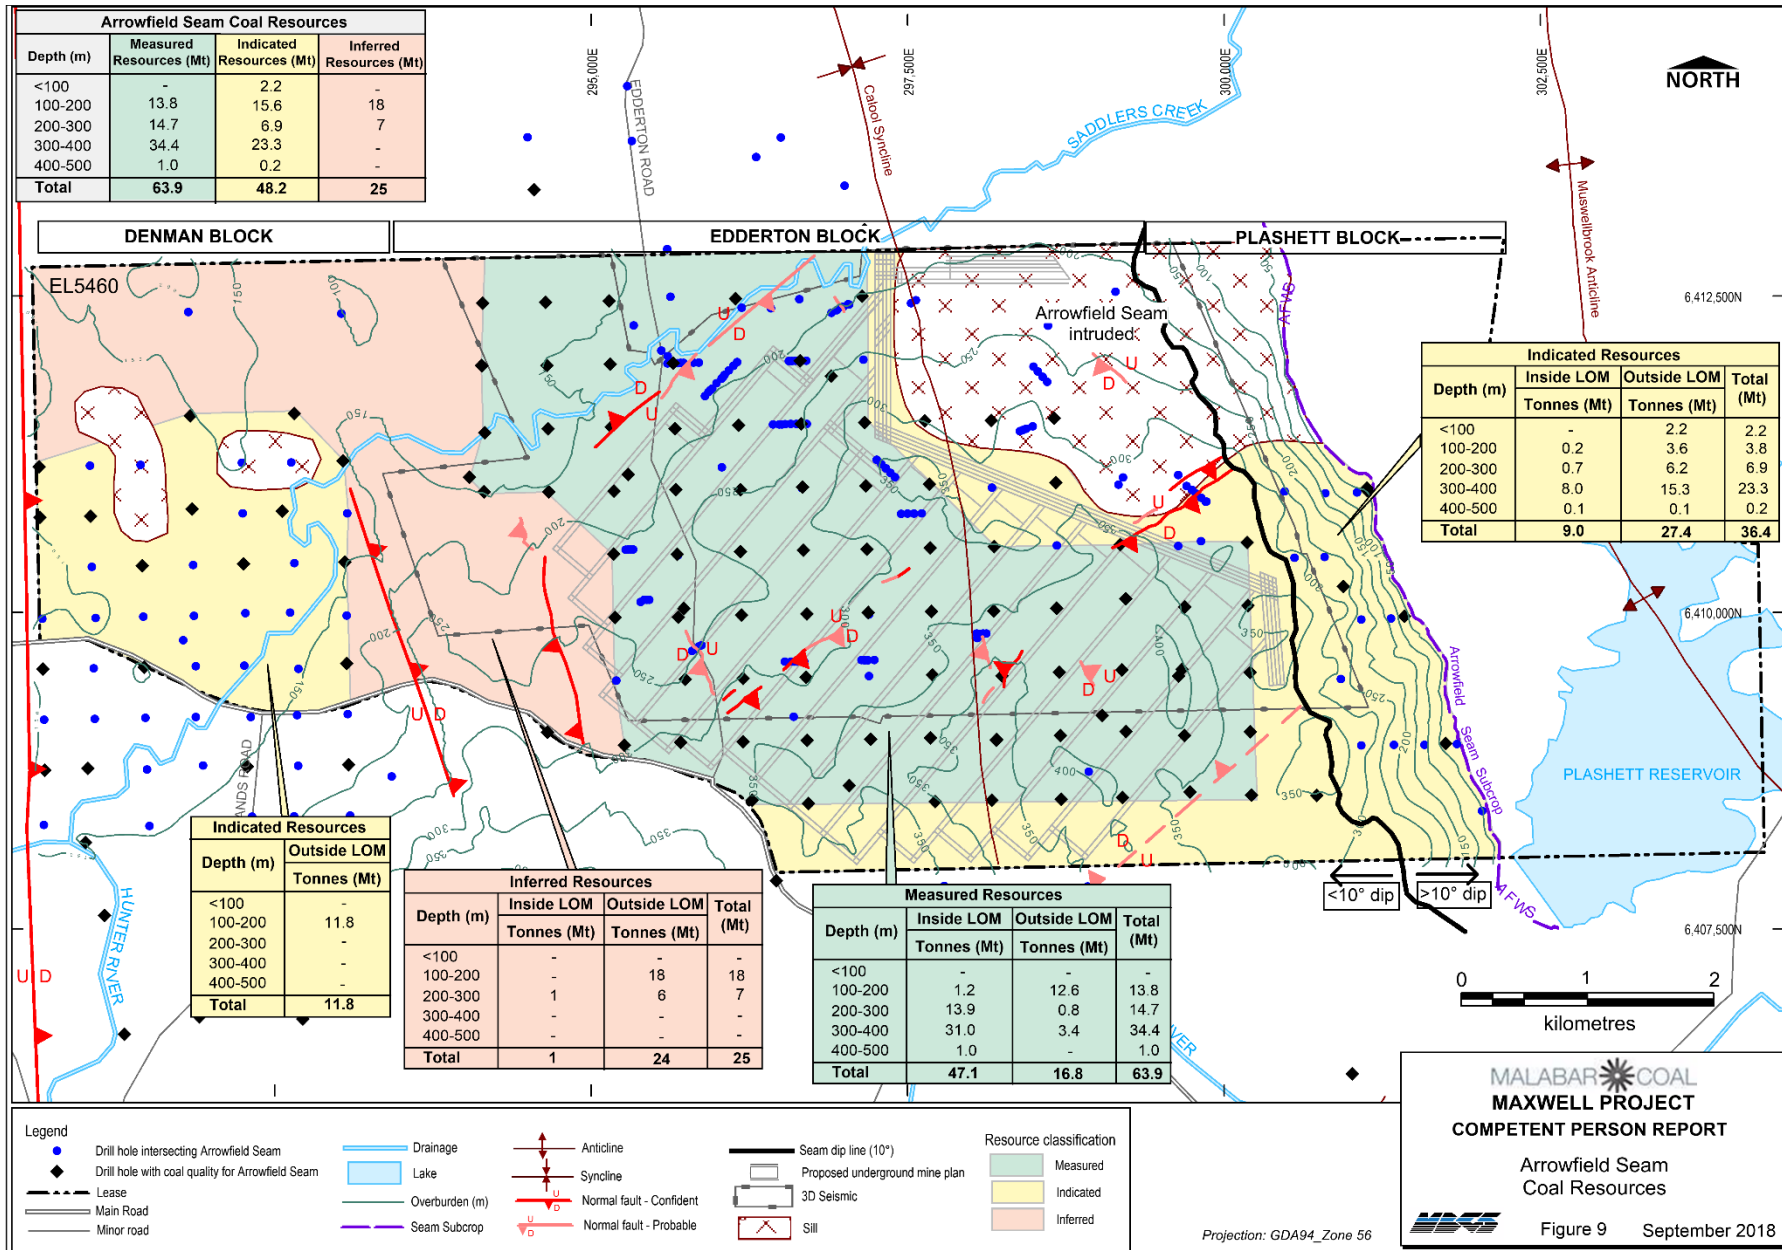 Arrowfield Seam Coal Resources
Depth (m) Measured Resources (Mt) Indicated Resources (Mt) Inferred Resources (Mt)
<100 - 2.2 -
100-200 13.8 15.6 18
200-300 14.7 6.9 7
300-400 34.4 23.3 -
400-500 1.0 0.2 -
Total 63.9 48.2 25
295,000E
297,500E
300,000E
302,500E
NORTH
EDDERTON ROAD
Calool Syncline
SADDLERS CREEK
Muswellbrook Anticline
DENMAN BLOCK
EDDERTON BLOCK
PLASHETT BLOCK
EL5460
Arrowfield Seam
intruded
AFWS
6,412,500N
Indicated Resources
Depth (m) Inside LOM Outside LOM Total (Mt)
Tonnes (Mt) Tonnes (Mt)
<100 - 2.2 2.2
100-200 0.2 3.6 3.8
200-300 0.7 6.2 6.9
300-400 8.0 15.3 23.3
400-500 0.1 0.1 0.2
Total 9.0 27.4 36.4
6,410,000N
Arrowfield Seam Subcrop
PLASHETT RESERVOIR
ANDS ROAD
HUNTER RIVER
Indicated Resources
Depth (m) Outside LOM
Tonnes (Mt)
<100 -
100-200 11.8
200-300 -
300-400 -
400-500 -
Total 11.8
Inferred Resources
Depth (m) Inside LOM Outside LOM Total (Mt)
Tonnes (Mt) Tonnes (Mt)
<100 - - -
100-200 - 18 18
200-300 1 6 7
300-400 - - -
400-500 - - -
Total 1 24 25
Measured Resources
Depth (m) Inside LOM Outside LOM Total (Mt)
Tonnes (Mt) Tonnes (Mt)
<100 - - -
100-200 1.2 12.6 13.8
200-300 13.9 0.8 14.7
300-400 31.0 3.4 34.4
400-500 1.0 - 1.0
Total 47.1 16.8 63.9
<10° dip
>10° dip
AFWS
6,407,500N
0 1 2
kilometres
VER
Legend
Drill hole intersecting Arrowfield Seam
Drill hole with coal quality for Arrowfield Seam
Lease
Main Road
Minor road
Drainage
Lake
Overburden (m)
Seam Subcrop
Anticline
Syncline
U D Normal fault - Confident
U D Normal fault - Probable
Seam dip line (10°)
Proposed underground mine plan
3D Seismic
Sill
Resource classification
Measured
Indicated
Inferred
Projection: GDA94_Zone 56
MALABAR COAL
MAXWELL PROJECT
COMPETENT PERSON REPORT
Arrowfield Seam
Coal Resources
Figure 9 September 2018